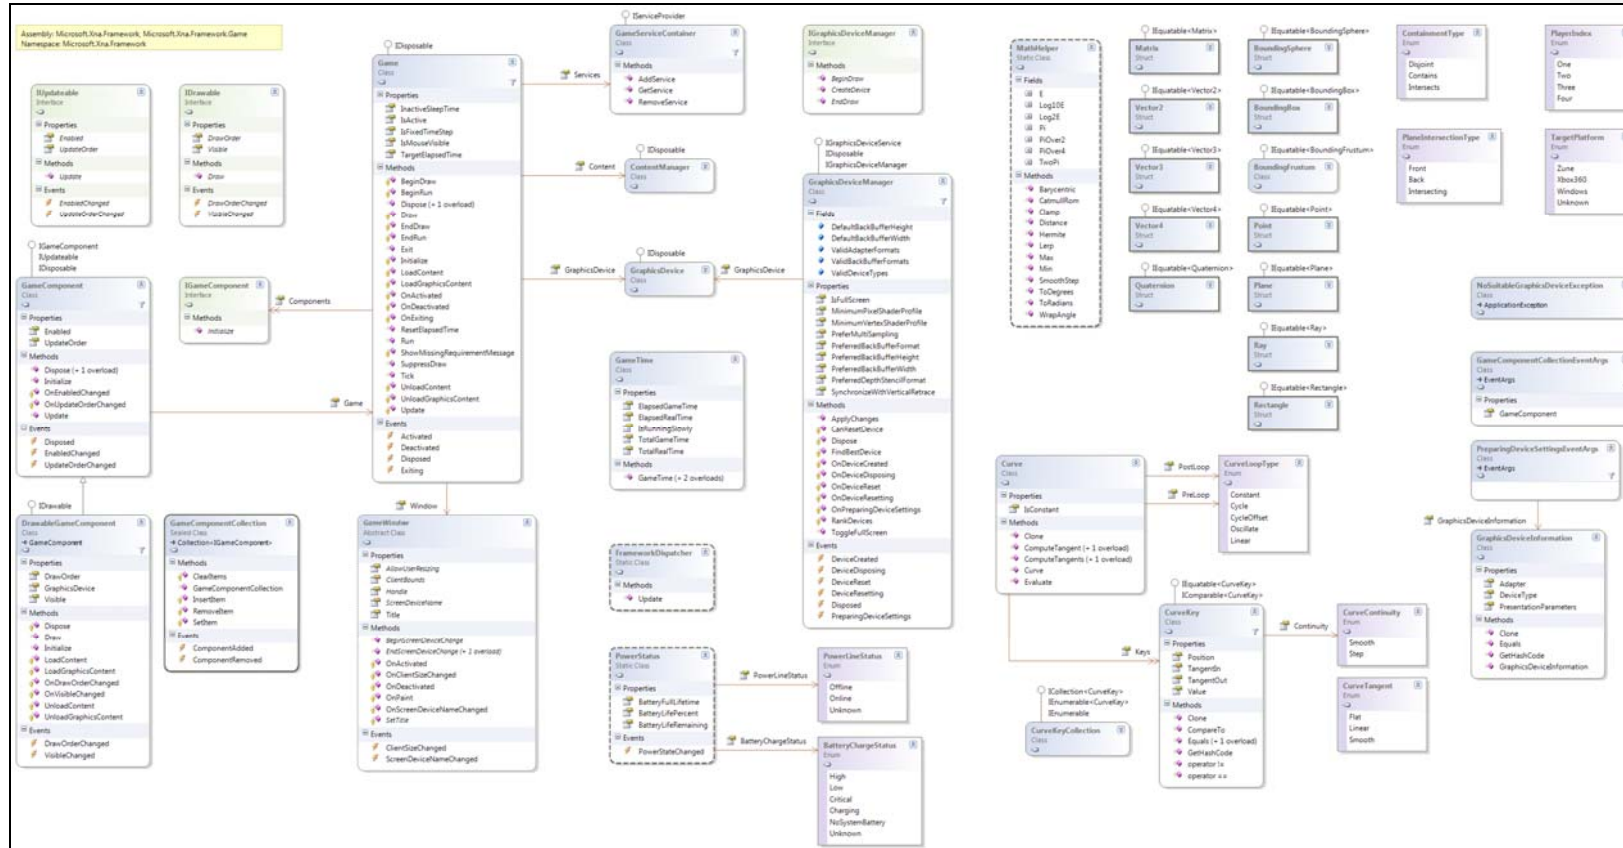 Assembly: Microsoft.Xna.Framework, Microsoft.Xna.Framework.Game
Namespace: Microsoft.Xna.Framework
IUpdateable
Interface
Properties
Enabled
UpdateOrder
Methods
Update
Events
EnabledChanged
UpdateOrderChanged
IDrawable
Interface
Properties
DrawOrder
Visible
Methods
Draw
Events
DrawOrderChanged
VisibleChanged
IGameComponent
IUpdateable
IDisposable
GameComponent
Class
Properties
Enabled
UpdateOrder
Methods
Dispose (+ 1 overload)
Initialize
OnEnabledChanged
OnUpdateOrderChanged
Update
Events
Disposed
EnabledChanged
UpdateOrderChanged
IGameComponent
Interface
Methods
Initialize
Components
Game
IDrawable
DrawableGameComponent
Class
GameComponent
Properties
DrawOrder
GraphicsDevice
Visible
Methods
Dispose
Draw
Initialize
LoadContent
LoadGraphicsContent
OnDrawOrderChanged
OnVisibleChanged
UnloadContent
UnloadGraphicsContent
Events
DrawOrderChanged
VisibleChanged
GameComponentCollection
Sealed Class
Collection<IGameComponent>
Methods
ClearItems
GameComponentCollection
InsertItem
RemoveItem
SetItem
Events
ComponentAdded
ComponentRemoved
IDisposable
Game
Class
Properties
InactiveSleepTime
IsActive
IsFixedTimeStep
IsMouseVisible
TargetElapsedTime
Methods
BeginDraw
BeginRun
Dispose (+ 1 overload)
Draw
EndDraw
EndRun
Exit
Initialize
LoadContent
LoadGraphicsContent
OnActivated
OnDeactivated
OnExiting
ResetElapsedTime
Run
ShowMissingRequirementMessage
SuppressDraw
Tick
UnloadContent
UnloadGraphicsContent
Update
Events
Activated
Deactivated
Disposed
Exiting
Window
GameWindow
Abstract Class
Properties
AllowUserResizing
ClientBounds
Handle
ScreenDeviceName
Title
Methods
BeginScreenDeviceChange
EndScreenDeviceChange (+ 1 overload)
OnActivated
OnClientSizeChanged
OnDeactivated
OnPaint
OnScreenDeviceNameChanged
SetTitle
Events
ClientSizeChanged
ScreenDeviceNameChanged
Services
IServiceProvider
GameServiceContainer
Class
Methods
AddService
GetService
RemoveService
Content
IDisposable
ContentManager
Class
GraphicsDevice
IDisposable
GraphicsDevice
Class
GraphicsDevice
GameTime
Class
Properties
ElapsedGameTime
ElapsedRealTime
IsRunningSlowly
TotalGameTime
TotalRealTime
Methods
GameTime (+ 2 overloads)
FrameworkDispatcher
Static Class
Methods
Update
PowerStatus
Static Class
Properties
BatteryFullLifetime
BatteryLifePercent
BatteryLifeRemaining
Events
PowerStateChanged
PowerLineStatus
BatteryChargeStatus
PowerLineStatus
Enum
Offline
Online
Unknown
BatteryChargeStatus
Enum
High
Low
Critical
Charging
NoSystemBattery
Unknown
IGraphicsDeviceManager
Interface
Methods
BeginDraw
CreateDevice
EndDraw
IGraphicsDeviceService
IDisposable
IGraphicsDeviceManager
GraphicsDeviceManager
Class
Fields
DefaultBackBufferHeight
DefaultBackBufferWidth
ValidAdapterFormats
ValidBackBufferFormats
ValidDeviceTypes
Properties
IsFullScreen
MinimumPixelShaderProfile
MinimumVertexShaderProfile
PreferMultiSampling
PreferredBackBufferFormat
PreferredBackBufferHeight
PreferredBackBufferWidth
PreferredDepthStencilFormat
SynchronizeWithVerticalRetrace
Methods
ApplyChanges
CanResetDevice
Dispose
FindBestDevice
OnDeviceCreated
OnDeviceDisposing
OnDeviceReset
OnDeviceResetting
OnPreparingDeviceSettings
RankDevices
ToggleFullScreen
Events
DeviceCreated
DeviceDisposing
DeviceReset
DeviceResetting
Disposed
PreparingDeviceSettings
MathHelper
Static Class
Fields
E
Log10E
Log2E
Pi
PiOver2
PiOver4
TwoPi
Methods
Barycentric
CatmullRom
Clamp
Distance
Hermite
Lerp
Max
Min
SmoothStep
ToDegrees
ToRadians
WrapAngle
IEquatable<Matrix>
Matrix
Struct
IEquatable<Vector2>
Vector2
Struct
IEquatable<Vector3>
Vector3
Struct
IEquatable<Vector4>
Vector4
Struct
IEquatable<Quaternion>
Quaternion
Struct
IEquatable<BoundingSphere>
BoundingSphere
Struct
IEquatable<BoundingBox>
BoundingBox
Struct
IEquatable<BoundingFrustum>
BoundingFrustum
Class
IEquatable<Point>
Point
Struct
IEquatable<Plane>
Plane
Struct
IEquatable<Ray>
Ray
Struct
IEquatable<Rectangle>
Rectangle
Struct
ContainmentType
Enum
Disjoint
Contains
Intersects
PlaneIntersectionType
Enum
Front
Back
Intersecting
PlayerIndex
Enum
One
Two
Three
Four
TargetPlatform
Enum
Zune
Xbox360
Windows
Unknown
NoSuitableGraphicsDeviceException
Class
ApplicationException
GameComponentCollectionEventArgs
Class
EventArgs
Properties
GameComponent
PreparingDeviceSettingsEventArgs
Class
EventArgs
GraphicsDeviceInformation
GraphicsDeviceInformation
Class
Properties
Adapter
DeviceType
PresentationParameters
Methods
Clone
Equals
GetHashCode
GraphicsDeviceInformation
Curve
Class
Properties
IsConstant
Methods
Clone
ComputeTangent (+ 1 overload)
ComputeTangents (+ 1 overload)
Curve
Evaluate
PostLoop
PreLoop
CurveLoopType
Enum
Constant
Cycle
CycleOffset
Oscillate
Linear
Keys
ICollection<CurveKey>
IEnumerable<CurveKey>
IEnumerable
CurveKeyCollection
Class
IEquatable<CurveKey>
IComparable<CurveKey>
CurveKey
Class
Properties
Position
TangentIn
TangentOut
Value
Methods
Clone
CompareTo
Equals (+ 1 overload)
GetHashCode
operator !=
operator ==
Continuity
CurveContinuity
Enum
Smooth
Step
CurveTangent
Enum
Flat
Linear
Smooth